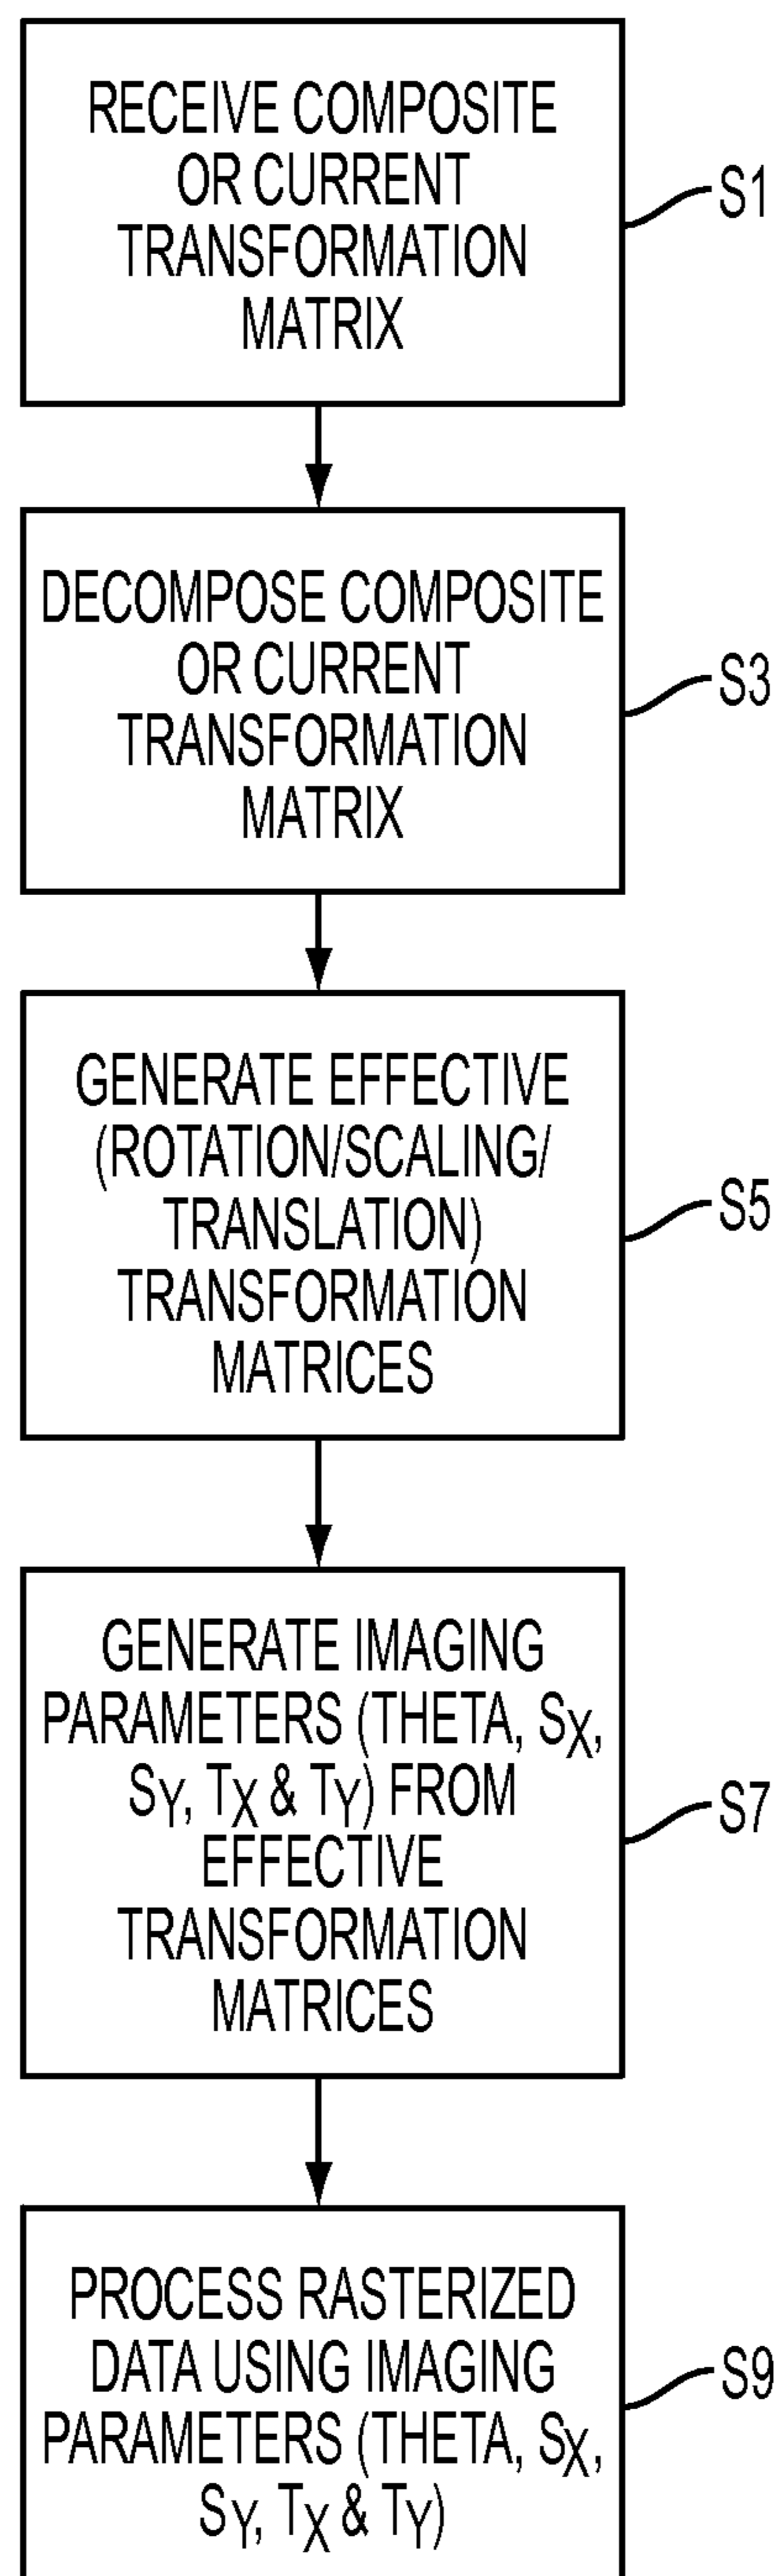 RECEIVE COMPOSITE
OR CURRENT
TRANSFORMATION
MATRIX
S1
DECOMPOSE COMPOSITE
OR CURRENT
TRANSFORMATION
MATRIX
S3
GENERATE EFFECTIVE
(ROTATION/SCALING/
TRANSLATION)
TRANSFORMATION
MATRICES
S5
GENERATE IMAGING
PARAMETERS (THETA, SX,
SY, TX & TY) FROM
EFFECTIVE
TRANSFORMATION
MATRICES
S7
PROCESS RASTERIZED
DATA USING IMAGING
PARAMETERS (THETA, SX,
SY, TX & TY)
S9